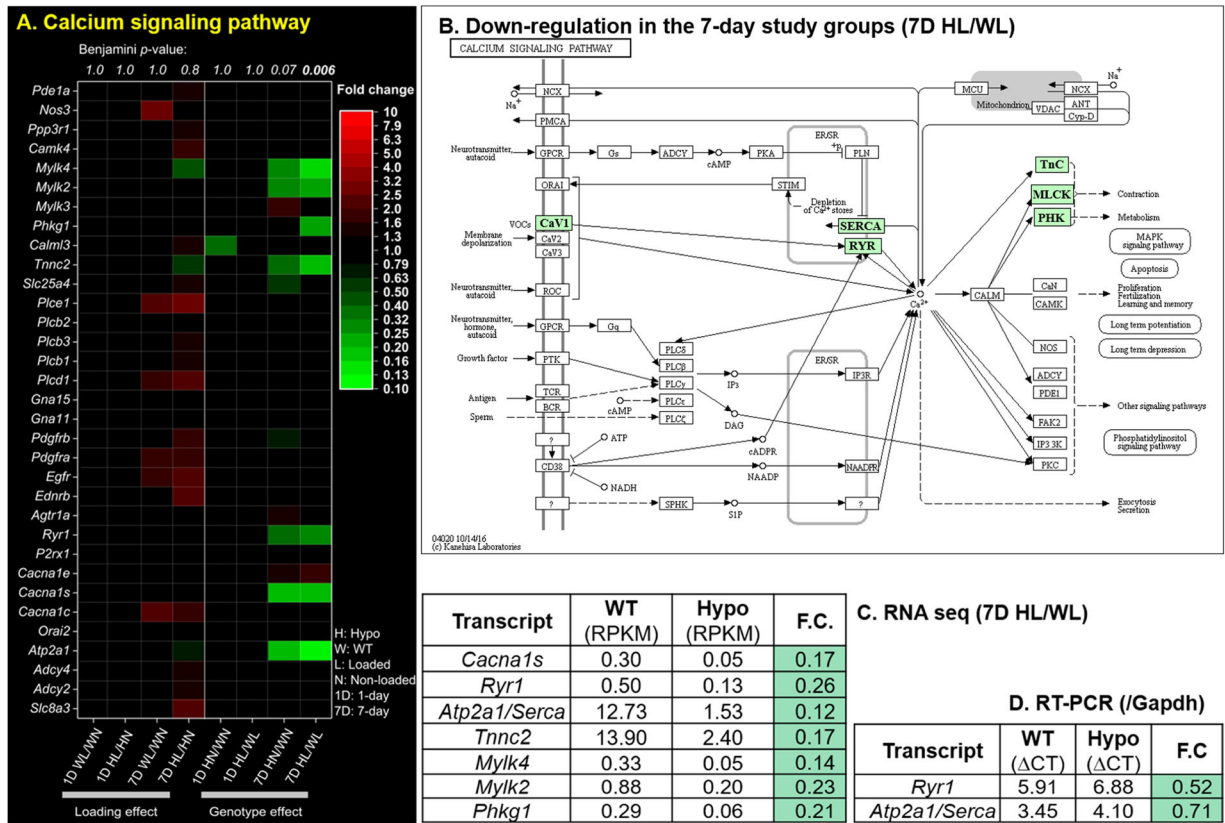 A. Calcium signaling pathway
Benjamini p-value:
1.0 1.0 1.0 0.8 1.0 1.0 0.07 0.006
Pde1a
Nos3
Ppp3r1
Camk4
Mylk4
Mylk2
Mylk3
Phkg1
Calml3
Tnnc2
Slc25a4
Plce1
Plcb2
Plcb3
Plcb1
Plcd1
Gna15
Gna11
Pdgfrb
Pdgfra
Egfr
Ednrb
Agtr1a
Ryr1
P2rx1
Cacna1e
Cacna1s
Cacna1c
Orai2
Atp2a1
Adcy4
Adcy2
Slc8a3
Fold change
10
7.9
6.3
5.0
4.0
3.2
2.5
2.0
1.6
1.3
0.79
0.63
0.50
0.40
0.32
0.25
0.20
0.16
0.13
0.10
H: Hypo
W: WT
L: Loaded
N: Non-loaded
1D: 1-day
7D: 7-day
1D WL/WN
1D HL/HN
7D WL/WN
7D HL/HN
1D HN/WN
1D HL/WL
7D HN/WN
7D HL/WL
Loading effect
Genotype effect
B. Down-regulation in the 7-day study groups (7D HL/WL)
CALCIUM SIGNALING PATHWAY
NCX
Na+
PMCA
Neurotransmitter,
autacoid
GPCR
Gs
ADCY
cAMP
PKA
ER/SR
+p
PLN
ORAI
STIM
Depletion
of Ca2+ stores
VOCs
CaV1
Membrane
depolarization
CaV2
CaV3
SERCA
RYR
Neurotransmitter,
autacoid
ROC
Neurotransmitter,
hormone,
autacoid
GPCR
Gq
Growth factor
PTK
PLCδ
PLCβ
PLCγ
PLCε
PLCζ
Antigen
TCR
BCR
cAMP
Sperm
IP3
DAG
ER/SR
IP3R
?
ATP
CD38
NADH
cADPR
NAADP
NAADPR
?
SPHK
S1P
?
MCU
Mitochondrion
VDAC
NCX
ANT
Cyp-D
Na+
TnC
MLCK
PHK
Contraction
Metabolism
MAPK
signaling pathway
Apoptosis
Ca2+
CALM
CaN
CAMK
Proliferation
Fertilization
Learning and memory
Long term potentiation
Long term depression
NOS
ADCY
PDE1
FAK2
IP3 3K
PKC
Other signaling pathways
Phosphatidylinositol
signaling pathway
Exocytosis
Secretion
04020 10/14/16
(c) Kanehisa Laboratories
C. RNA seq (7D HL/WL)
Transcript WT (RPKM) Hypo (RPKM) F.C.
Cacna1s 0.30 0.05 0.17
Ryr1 0.50 0.13 0.26
Atp2a1/Serca 12.73 1.53 0.12
Tnnc2 13.90 2.40 0.17
Mylk4 0.33 0.05 0.14
Mylk2 0.88 0.20 0.23
Phkg1 0.29 0.06 0.21
D. RT-PCR (/Gapdh)
Transcript WT (ΔCT) Hypo (ΔCT) F.C
Ryr1 5.91 6.88 0.52
Atp2a1/Serca 3.45 4.10 0.71